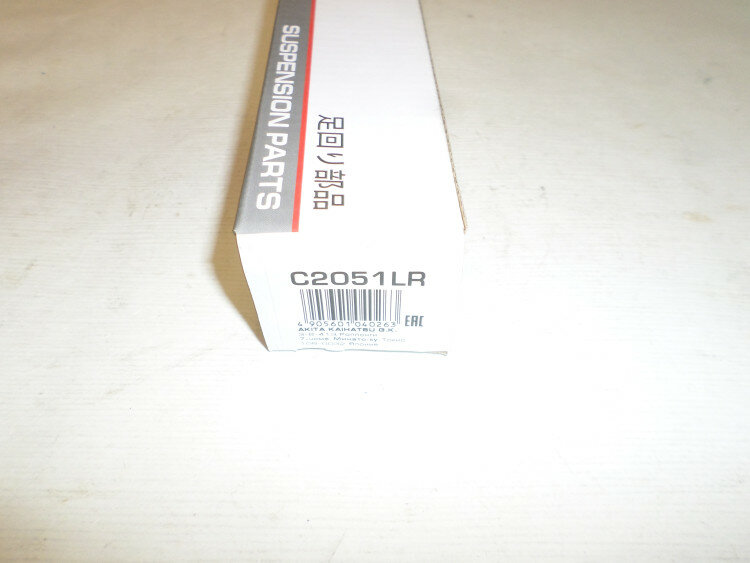 SUSPENSION PARTS
足回り部品
C2051LR
4 905601 040263
EAC
AKITA KAIHATSU G.K.